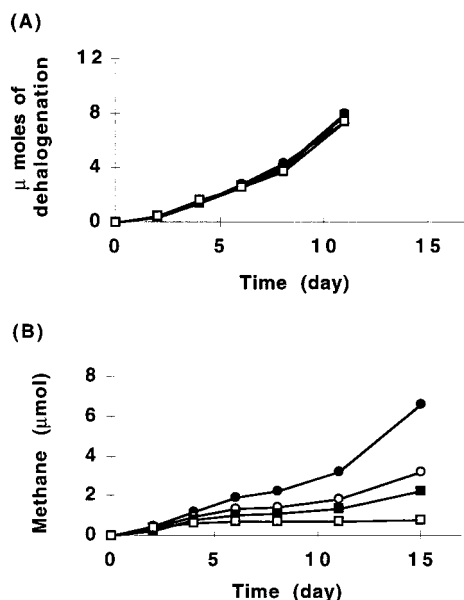 (A)
μ moles of
dehalogenation
12
8
4
0
0 5 10 15
Time (day)
(B)
Methane (μmol)
8
6
4
2
0
0 5 10 15
Time (day)